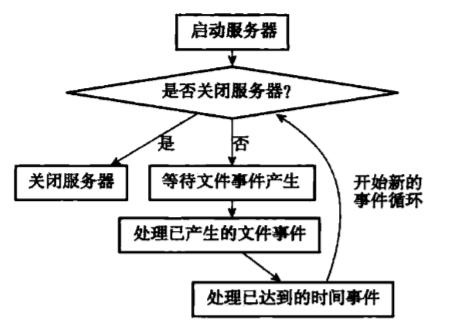 启动服务器
是否关闭服务器?
是
否
关闭服务器
等待文件事件产生
开始新的
事件循环
处理已产生的文件事件
处理已达到的时间事件